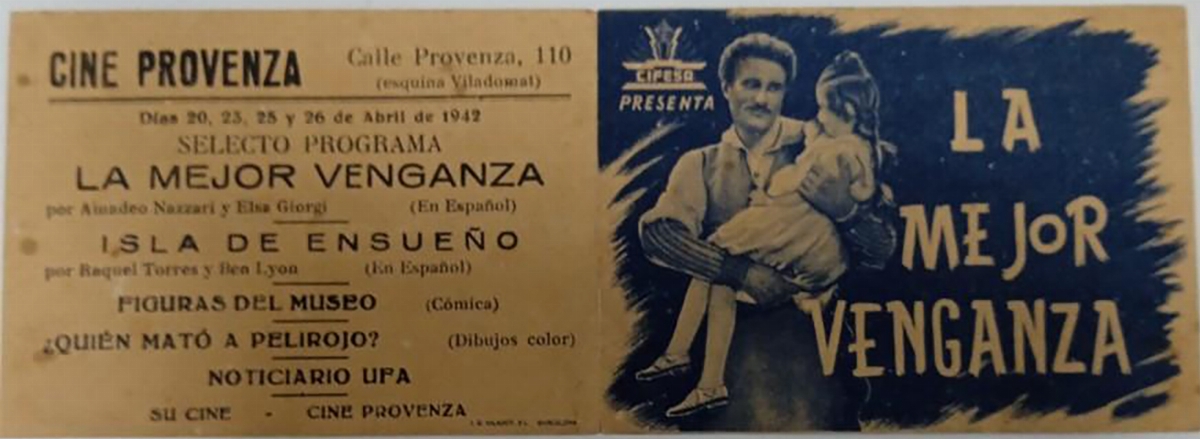 CINE PROVENZA
Calle Provenza, 110
(esquina Viladomat)
Días 20, 23, 25 y 26 de Abril de 1942
SELECTO PROGRAMA
LA MEJOR VENGANZA
por Amadeo Nazzari y Elsa Giorgi (En Español)
ISLA DE ENSUEÑO
por Raquel Torres y Ben Lyon (En Español)
FIGURAS DEL MUSEO (Cómica)
¿QUIÉN MATÓ A PELIROJO? (Dibujos color)
NOTICIARIO UFA
SU CINE - CINE PROVENZA
BARCELONA
CIFESA
PRESENTA
LA
MEJOR
VENGANZA